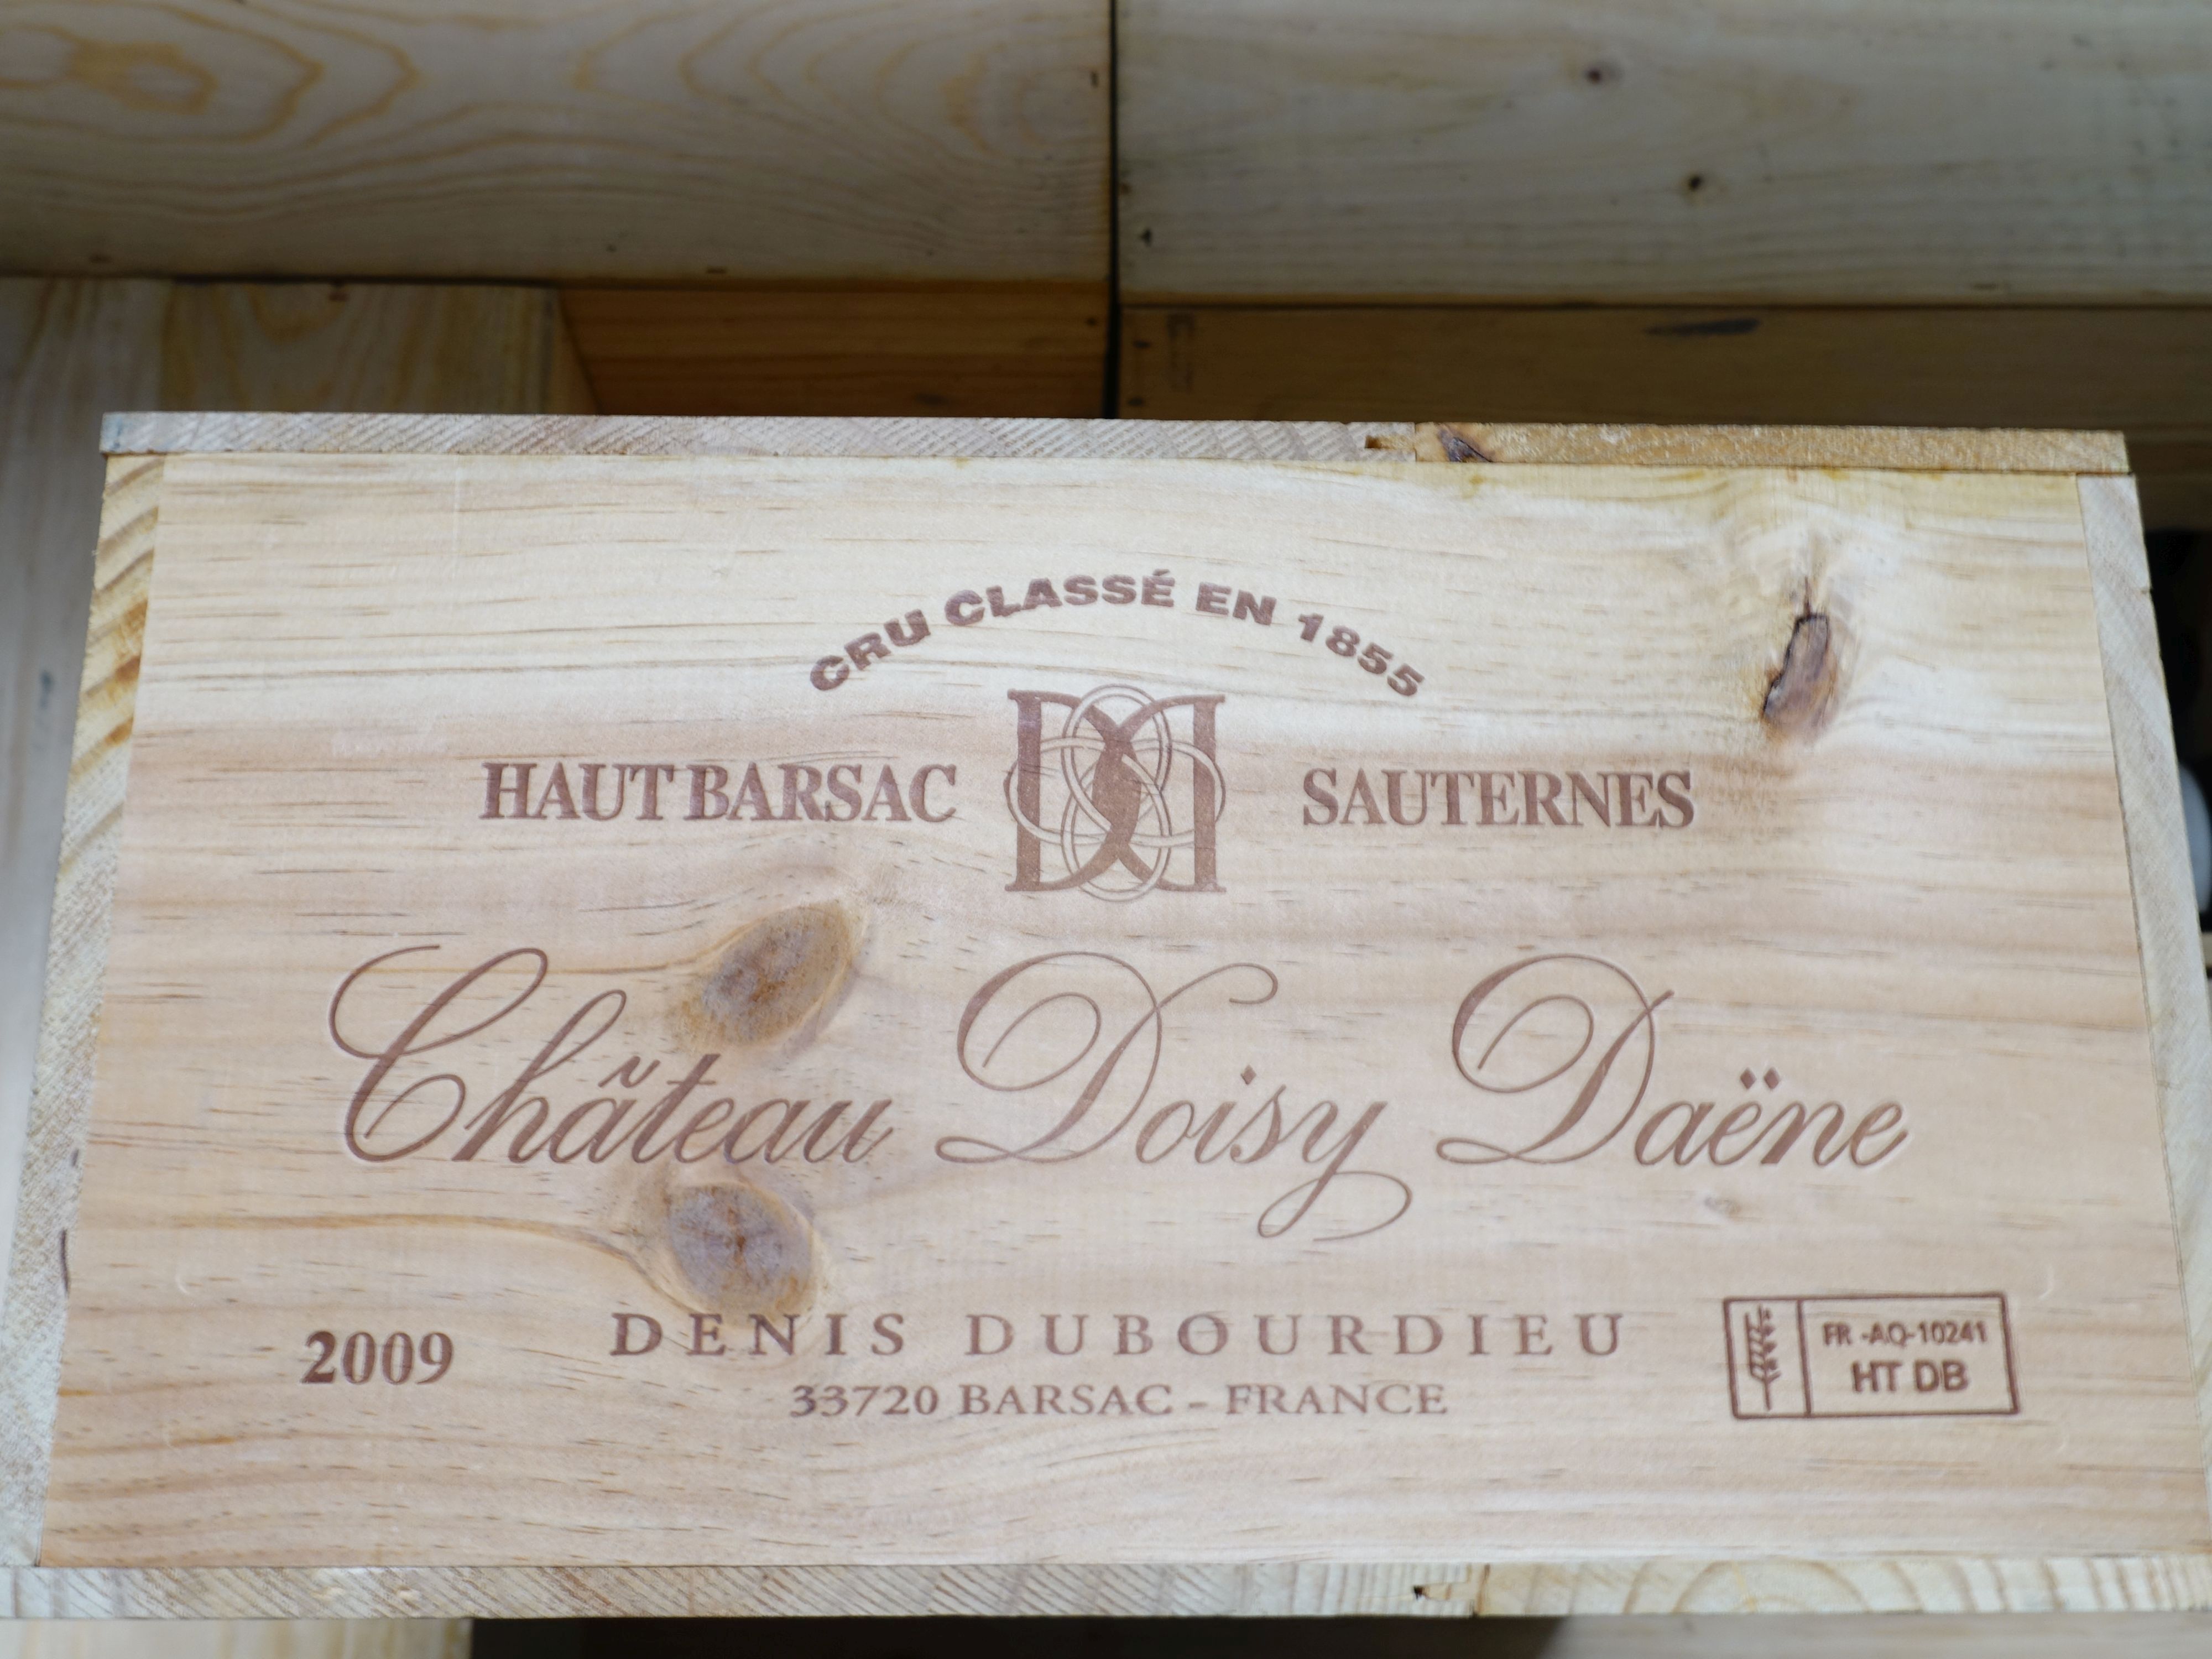 CRU CLASSÉ EN 1855
HAUT BARSAC DD SAUTERNES
Château Doisy Daëne
2009
DENIS DUBOURDIEU
33720 BARSAC - FRANCE
FR -AQ-10241
HT DB